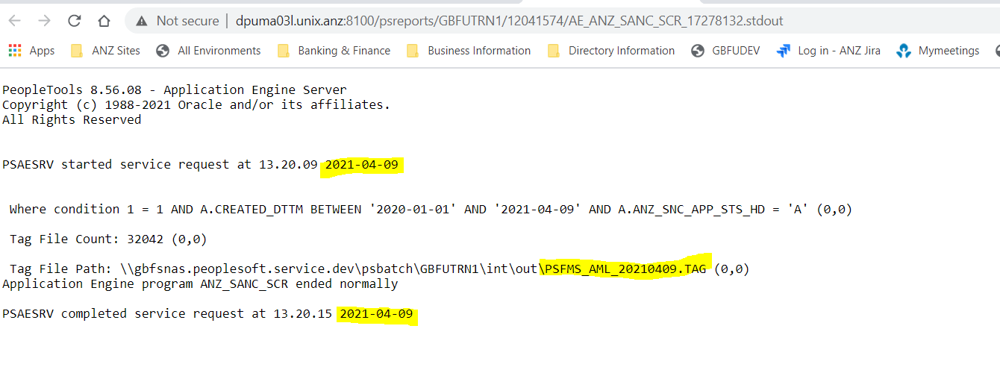 Not secure | dpuma03l.unix.anz:8100/psreports/GBFUTRN1/12041574/AE_ANZ_SANC_SCR_17278132.stdout
Apps ANZ Sites All Environments Banking & Finance Business Information Directory Information GBFUDEV Log in - ANZ Jira Mymeetings
PeopleTools 8.56.08 - Application Engine Server
Copyright (c) 1988-2021 Oracle and/or its affiliates.
All Rights Reserved
PSAESRV started service request at 13.20.09 2021-04-09
Where condition 1 = 1 AND A.CREATED_DTTM BETWEEN '2020-01-01' AND '2021-04-09' AND A.ANZ_SNC_APP_STS_HD = 'A' (0,0)
Tag File Count: 32042 (0,0)
Tag File Path: \\gbfsnas.peoplesoft.service.dev\psbatch\GBFUTRN1\int\out\PSFMS_AML_20210409.TAG (0,0)
Application Engine program ANZ_SANC_SCR ended normally
PSAESRV completed service request at 13.20.15 2021-04-09